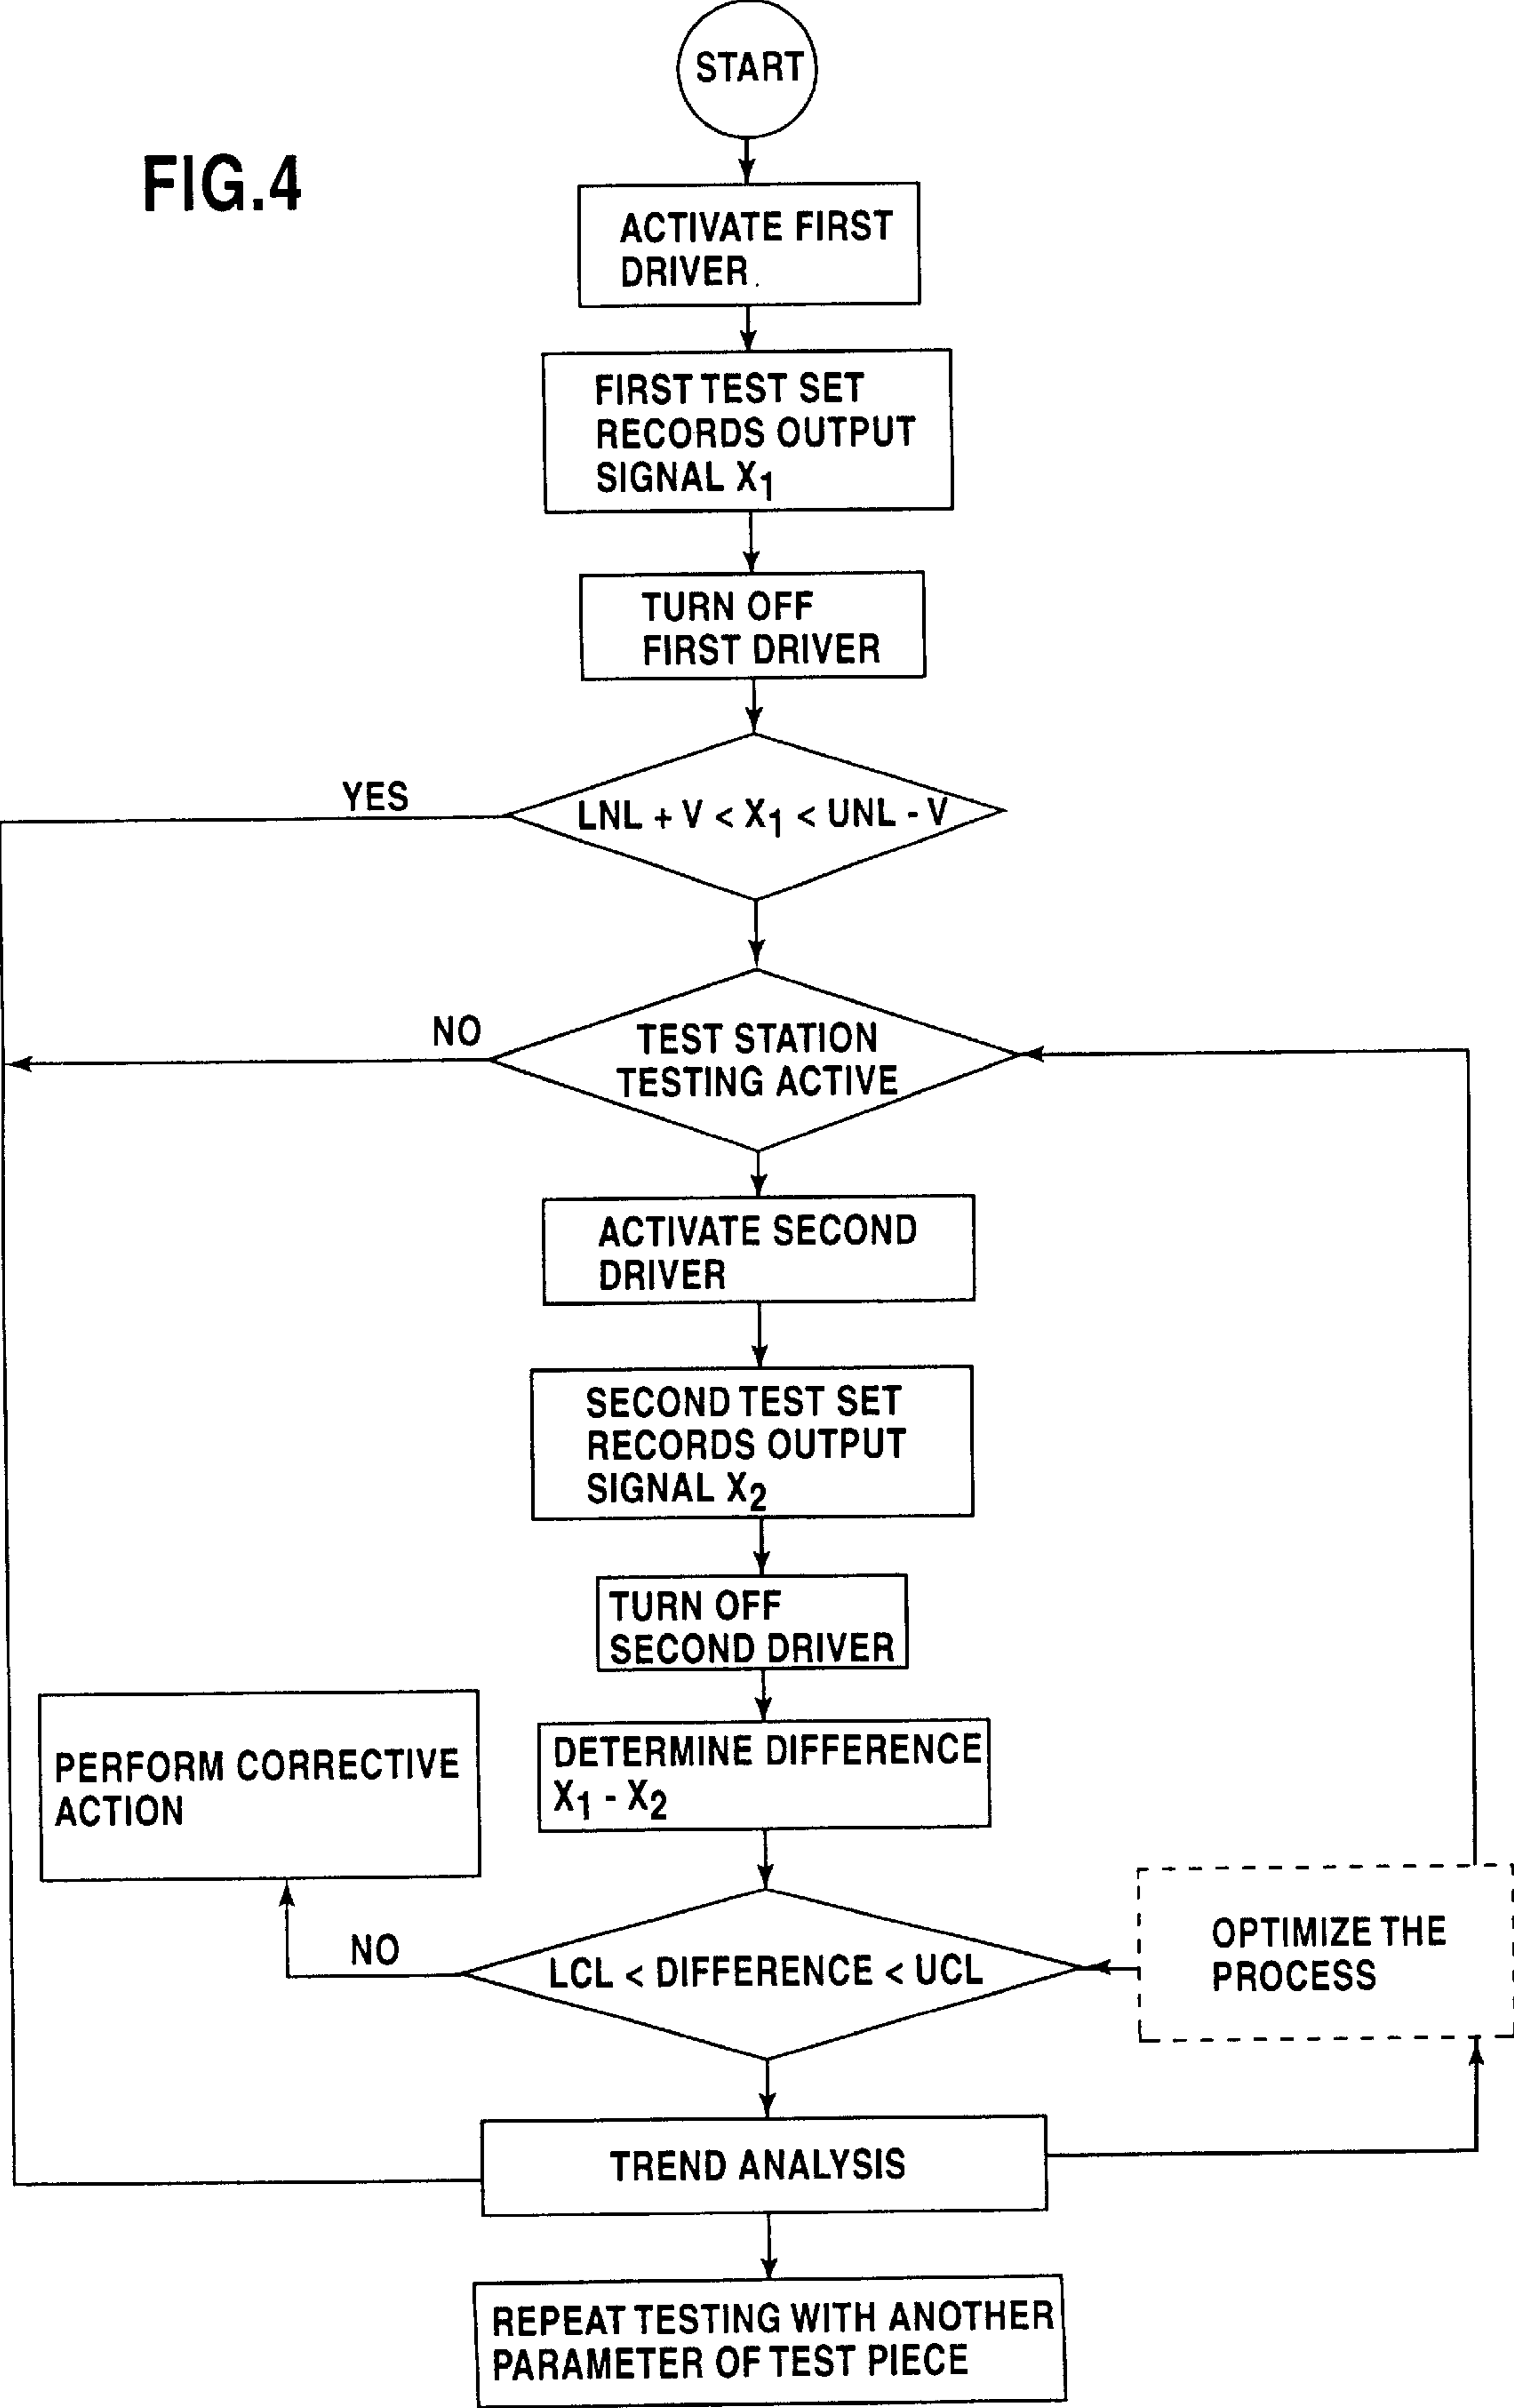 START
FIG.4
ACTIVATE FIRST
DRIVER
FIRST TEST SET
RECORDS OUTPUT
SIGNAL X1
TURN OFF
FIRST DRIVER
YES
LNL + V < X1 < UNL - V
NO
TEST STATION
TESTING ACTIVE
ACTIVATE SECOND
DRIVER
SECOND TEST SET
RECORDS OUTPUT
SIGNAL X2
TURN OFF
SECOND DRIVER
PERFORM CORRECTIVE
ACTION
DETERMINE DIFFERENCE
X1 - X2
NO
LCL < DIFFERENCE < UCL
OPTIMIZE THE
PROCESS
TREND ANALYSIS
REPEAT TESTING WITH ANOTHER
PARAMETER OF TEST PIECE